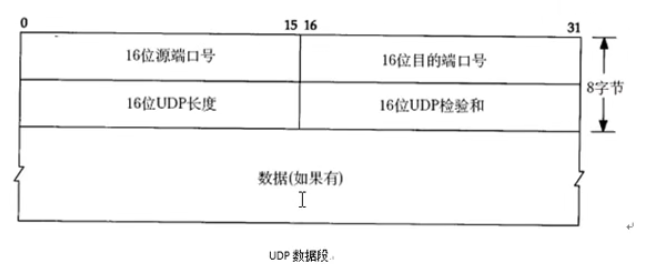 0 15 16 31
16位源端口号 16位目的端口号
8字节
16位UDP长度 16位UDP检验和
数据(如果有)
UDP 数据段